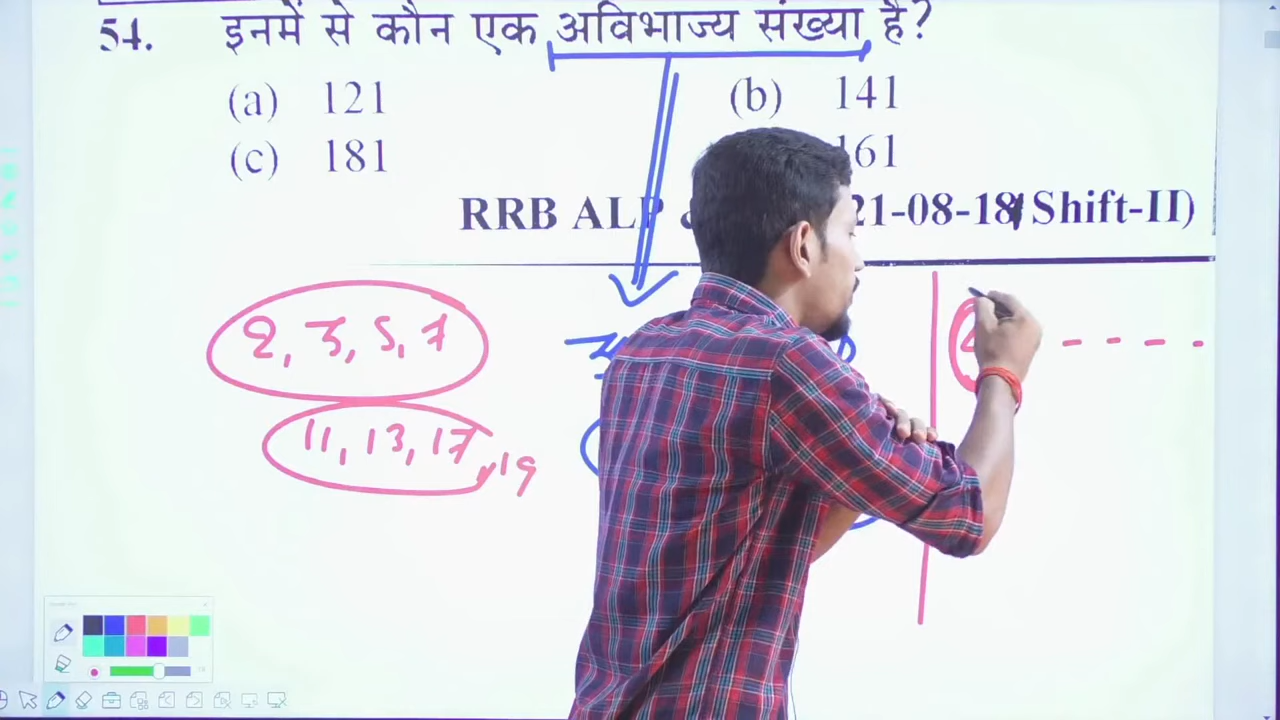 54. इनमें से कौन एक अविभाज्य संख्या है?
(a) 121 (b) 141
(c) 181 161
RRB ALP 21-08-18 Shift-II)
2, 3, 5, 7
11, 13, 17, 19